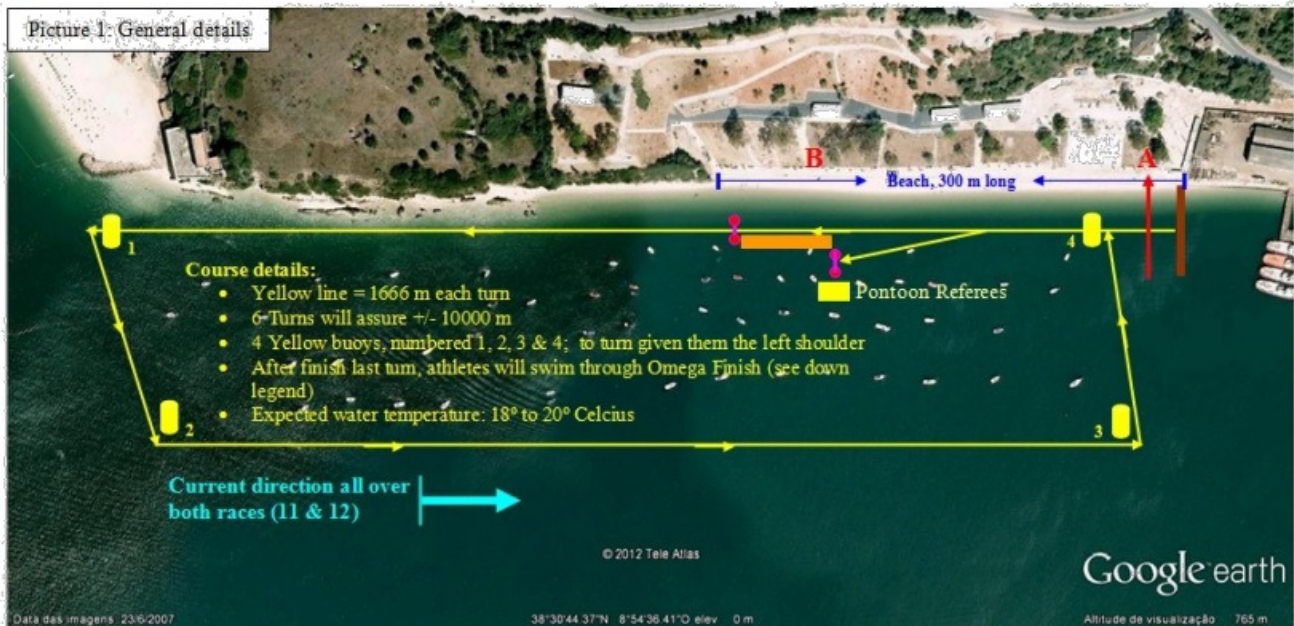 Picture 1: General details
B
A
Beach, 300 m long
1
4
Course details:
• Yellow line = 1666 m each turn
• 6 Turns will assure +/- 10000 m
• 4 Yellow buoys, numbered 1, 2, 3 & 4; to turn given them the left shoulder
• After finish last turn, athletes will swim through Omega Finish (see down
legend)
• Expected water temperature: 18º to 20º Celcius
Pontoon Referees
2
3
Current direction all over
both races (11 & 12)
© 2012 Tele Atlas
Google earth
Data das imagens: 23/6/2007
38°30'44.37"N 8°54'36.41"O elev 0 m
Altitude de visualização 765 m